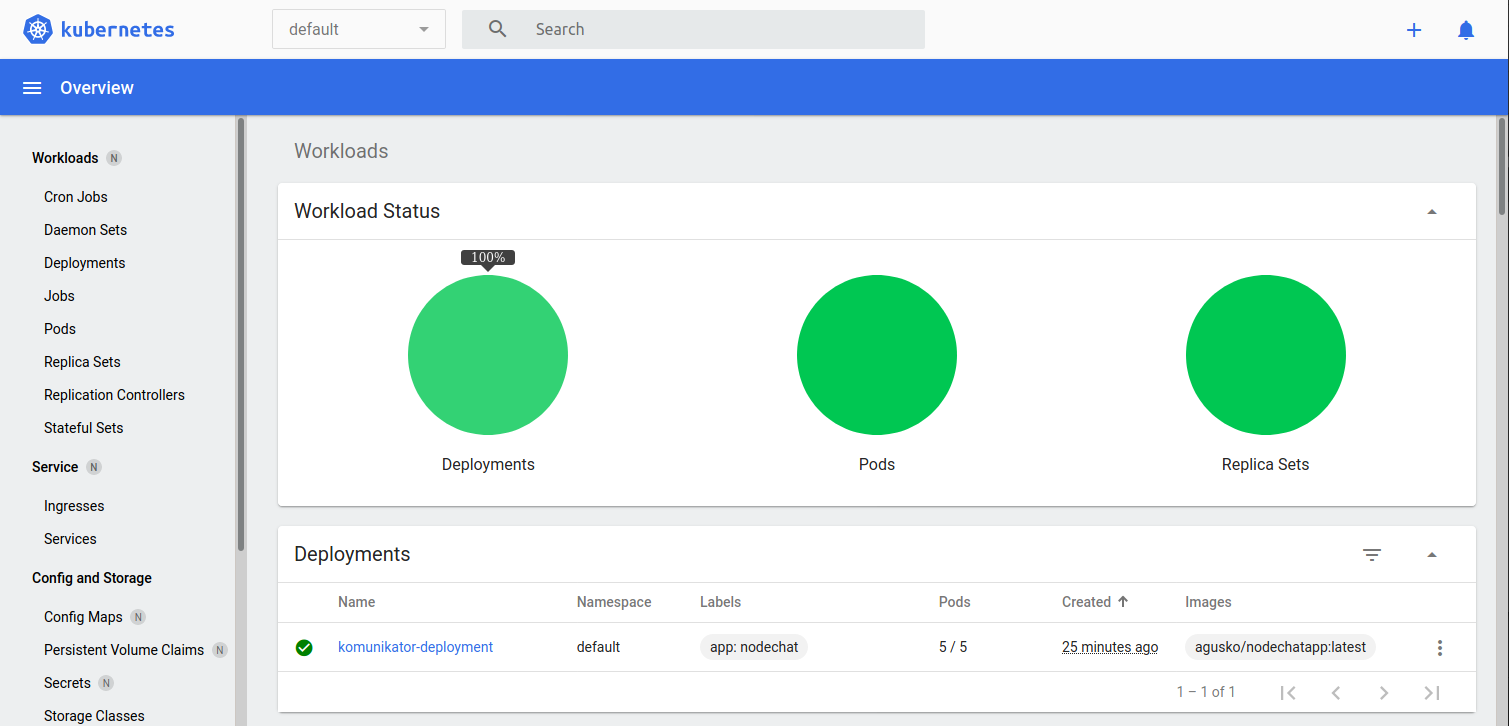 kubernetes
default
Search
Overview
Workloads N
Cron Jobs
Daemon Sets
Deployments
Jobs
Pods
Replica Sets
Replication Controllers
Stateful Sets
Service N
Ingresses
Services
Config and Storage
Config Maps N
Persistent Volume Claims N
Secrets N
Storage Classes
Workloads
Workload Status
100%
Deployments Pods Replica Sets
Deployments
Name Namespace Labels Pods Created Images
komunikator-deployment default app: nodechat 5 / 5 25 minutes ago agusko/nodechatapp:latest
1 – 1 of 1